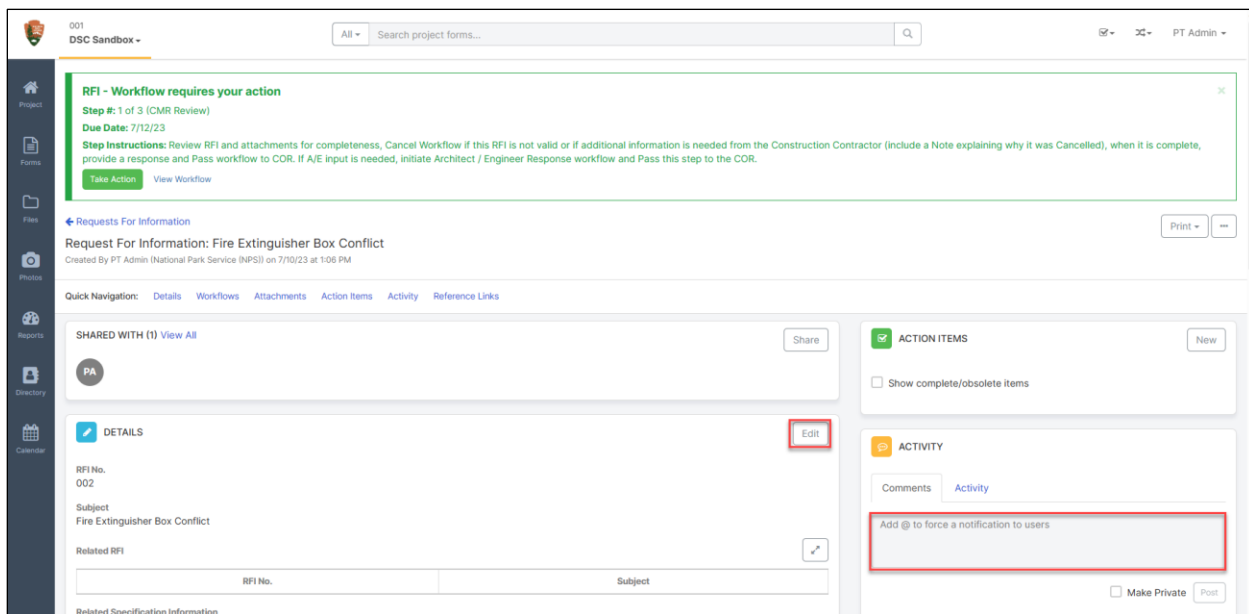 001
DSC Sandbox
All
Search project forms...
PT Admin
Project
Forms
Files
Photos
Reports
Directory
Calendar
RFI - Workflow requires your action
Step #: 1 of 3 (CMR Review)
Due Date: 7/12/23
Step Instructions: Review RFI and attachments for completeness, Cancel Workflow if this RFI is not valid or if additional information is needed from the Construction Contractor (include a Note explaining why it was Cancelled), when it is complete,
provide a response and Pass workflow to COR. If A/E input is needed, initiate Architect / Engineer Response workflow and Pass this step to the COR.
Take Action View Workflow
Requests For Information
Print
Request For Information: Fire Extinguisher Box Conflict
Created By PT Admin (National Park Service (NPS)) on 7/10/23 at 1:06 PM
Quick Navigation: Details Workflows Attachments Action Items Activity Reference Links
SHARED WITH (1) View All
Share
PA
DETAILS
Edit
RFI No.
002
Subject
Fire Extinguisher Box Conflict
Related RFI
RFI No. Subject
Related Specification Information
ACTION ITEMS
New
Show complete/obsolete items
ACTIVITY
Comments Activity
Add @ to force a notification to users
Make Private Post